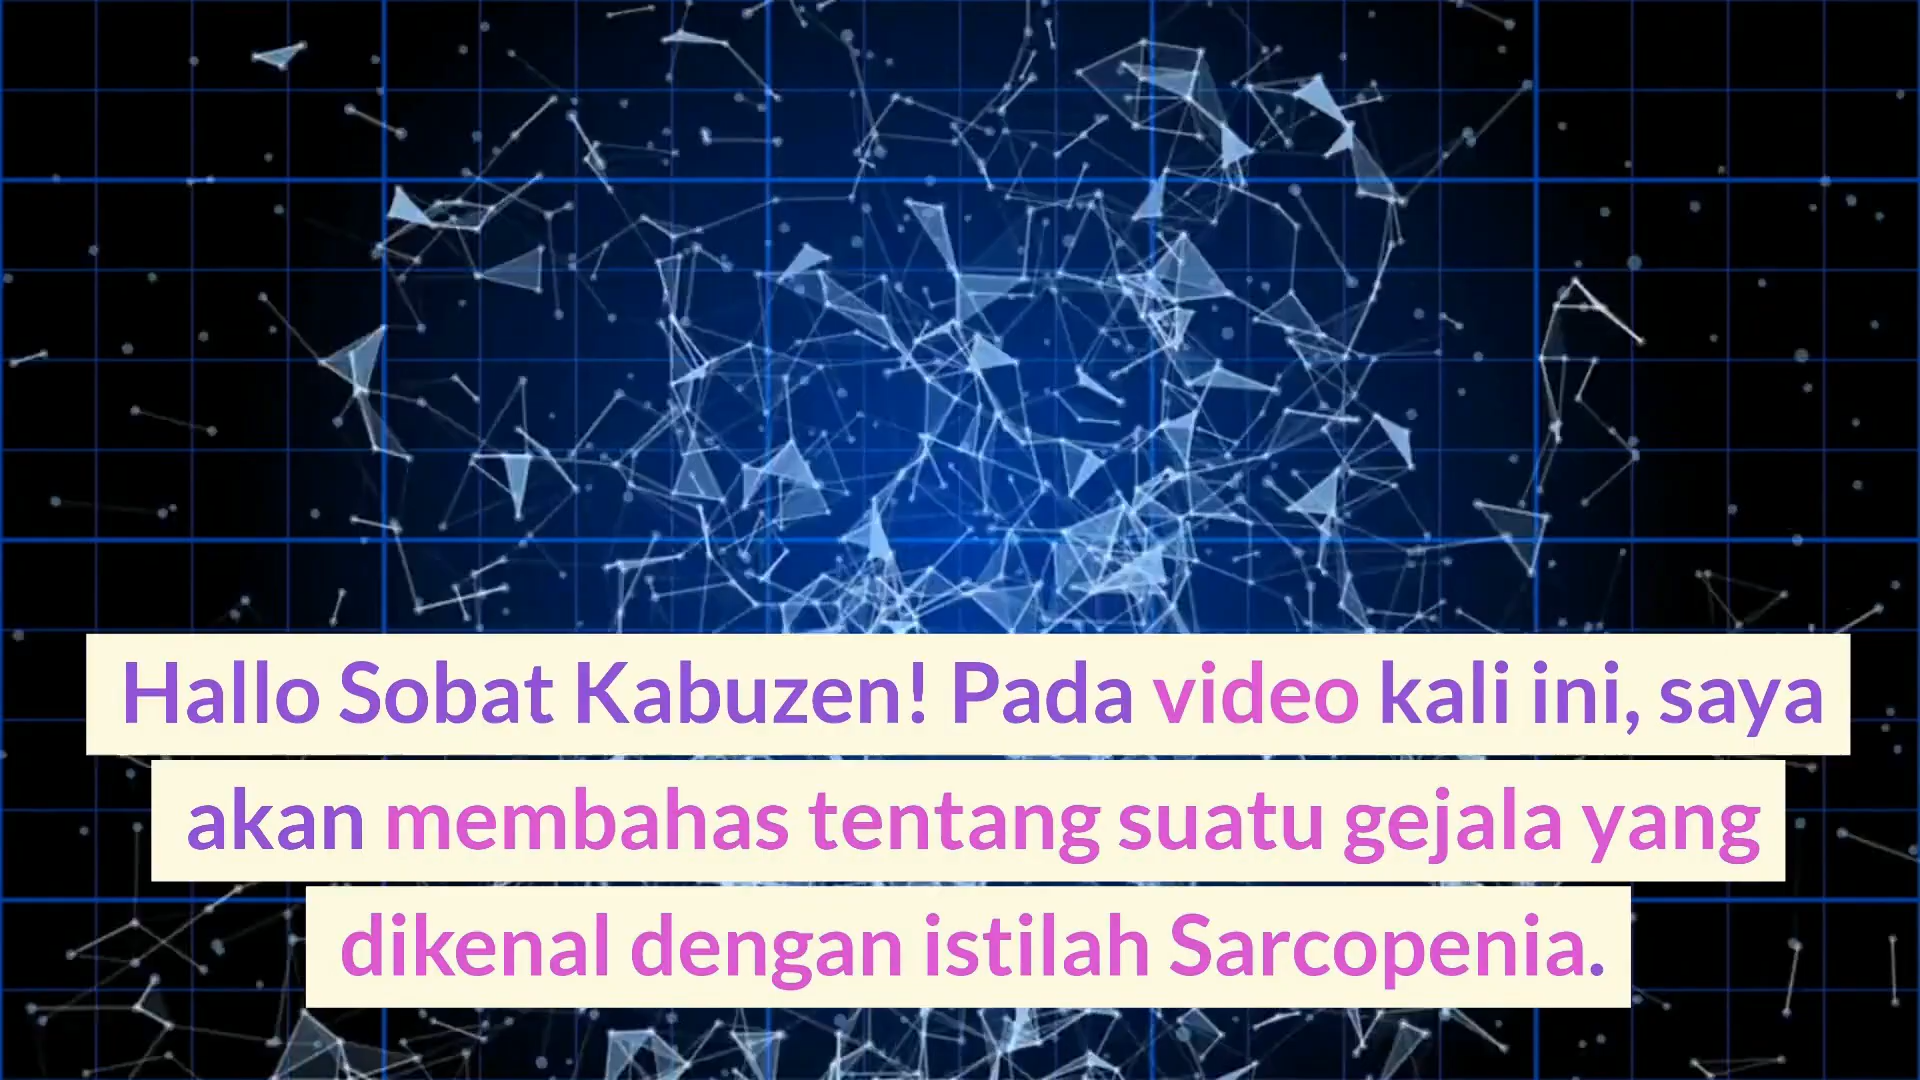 Hallo Sobat Kabuzen! Pada video kali ini, saya
akan membahas tentang suatu gejala yang
dikenal dengan istilah Sarcopenia.